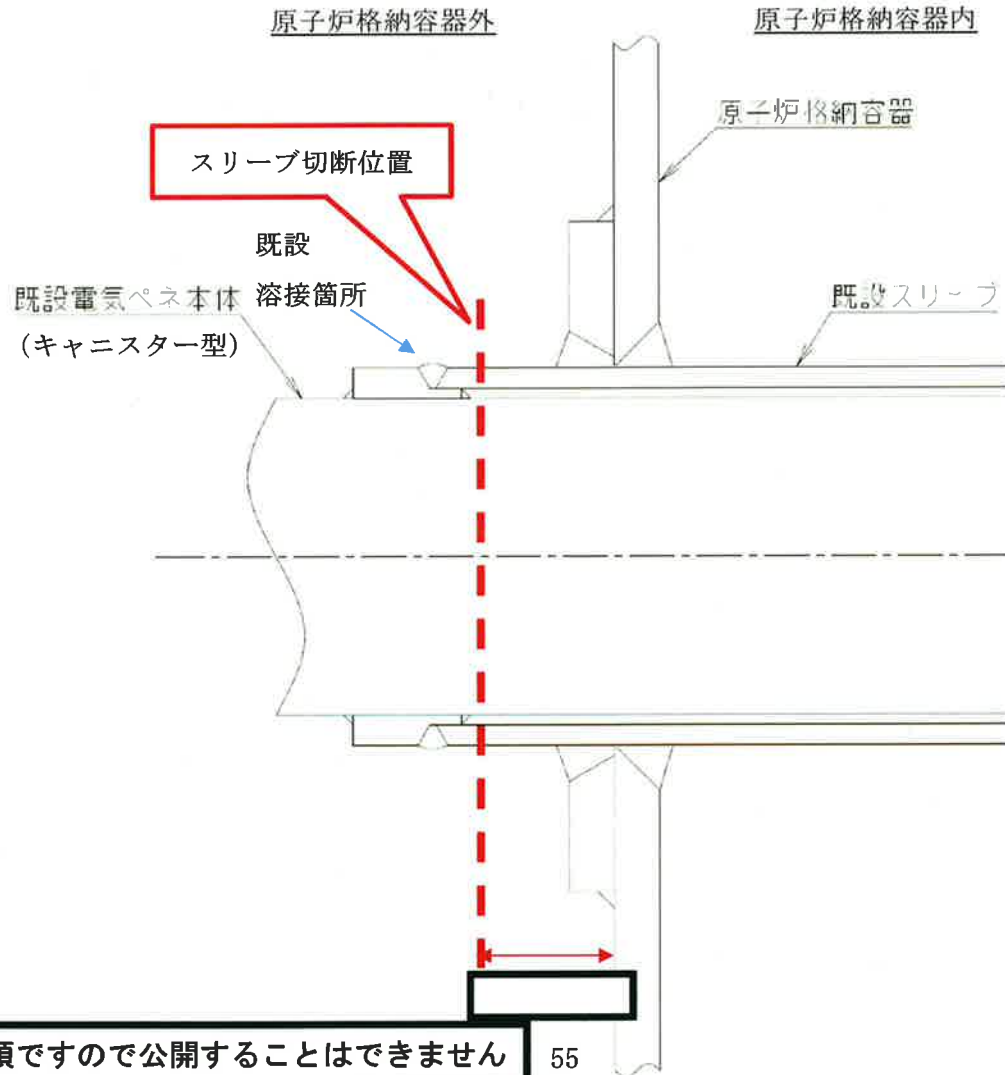 原子炉格納容器外
原子炉格納容器内
原子炉格納容器
スリーブ切断位置
既設
溶接箇所
既設電気ペネ本体
(キャニスター型)
既設スリーブ
ですので公開することはできません
55